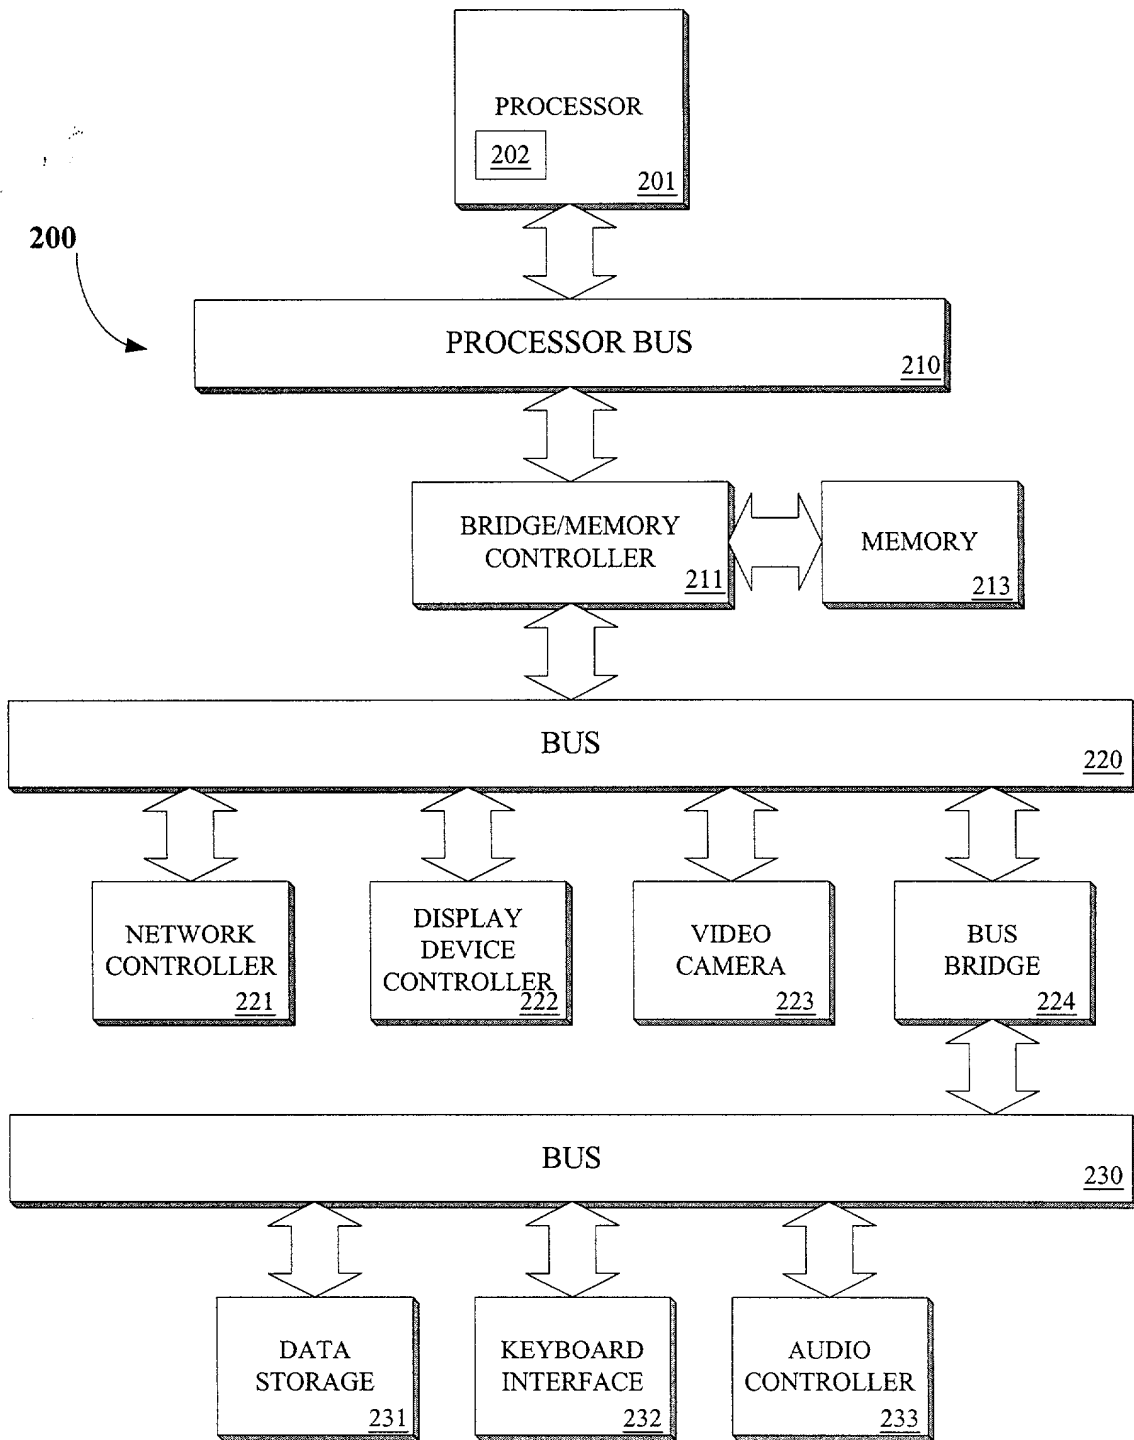 PROCESSOR
202
201
200
PROCESSOR BUS
210
BRIDGE/MEMORY
CONTROLLER
211
MEMORY
213
BUS
220
NETWORK
CONTROLLER
221
DISPLAY
DEVICE
CONTROLLER
222
VIDEO
CAMERA
223
BUS
BRIDGE
224
BUS
230
DATA
STORAGE
231
KEYBOARD
INTERFACE
232
AUDIO
CONTROLLER
233